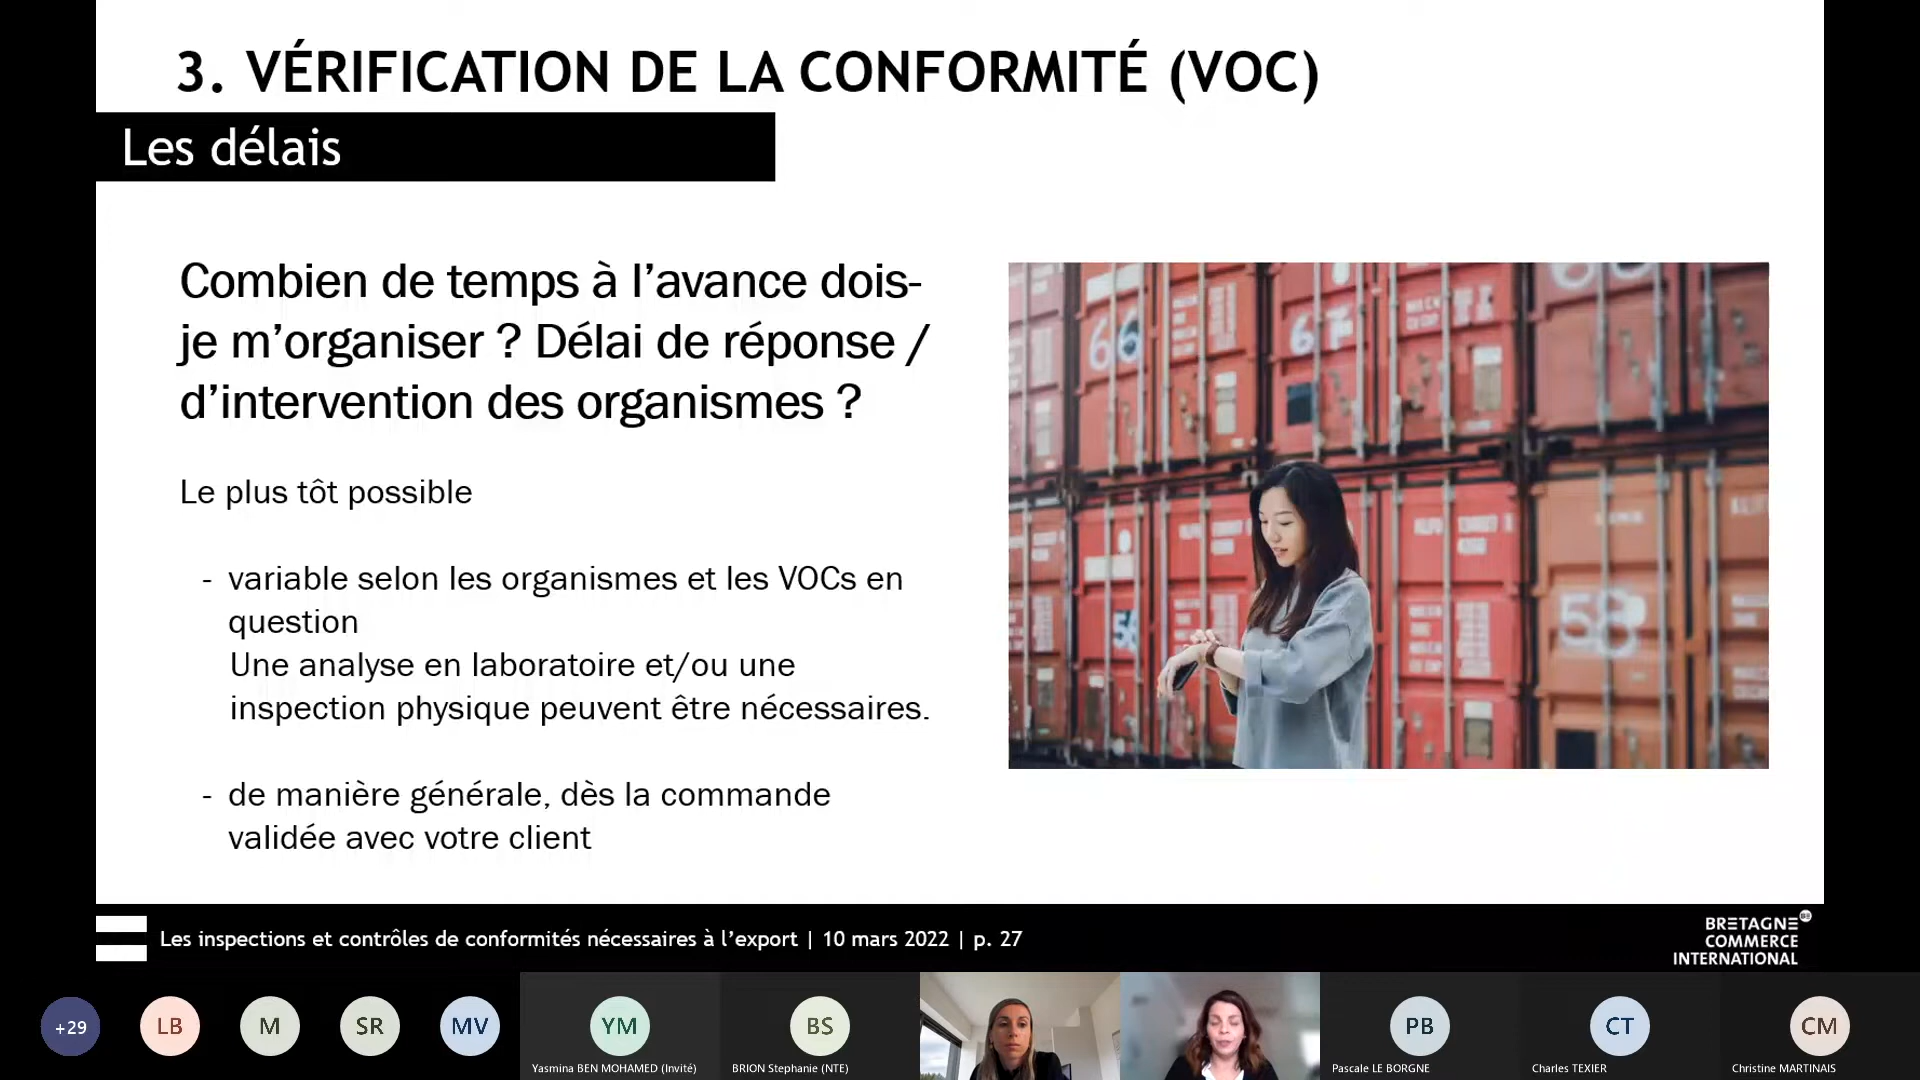 3. VÉRIFICATION DE LA CONFORMITÉ (VOC)
Les délais
Combien de temps à l’avance dois-
je m’organiser ? Délai de réponse /
d’intervention des organismes ?
Le plus tôt possible
- variable selon les organismes et les VOCs en
question
Une analyse en laboratoire et/ou une
inspection physique peuvent être nécessaires.
- de manière générale, dès la commande
validée avec votre client
66
58
Les inspections et contrôles de conformités nécessaires à l’export | 10 mars 2022 | p. 27
BRETAGNE
COMMERCE
INTERNATIONAL
+29
LB
M
SR
MV
YM
BS
PB
CT
CM
Yasmina BEN MOHAMED (Invité)
BRION Stephanie (NTE)
Pascale LE BORGNE
Charles TEXIER
Christine MARTINAIS